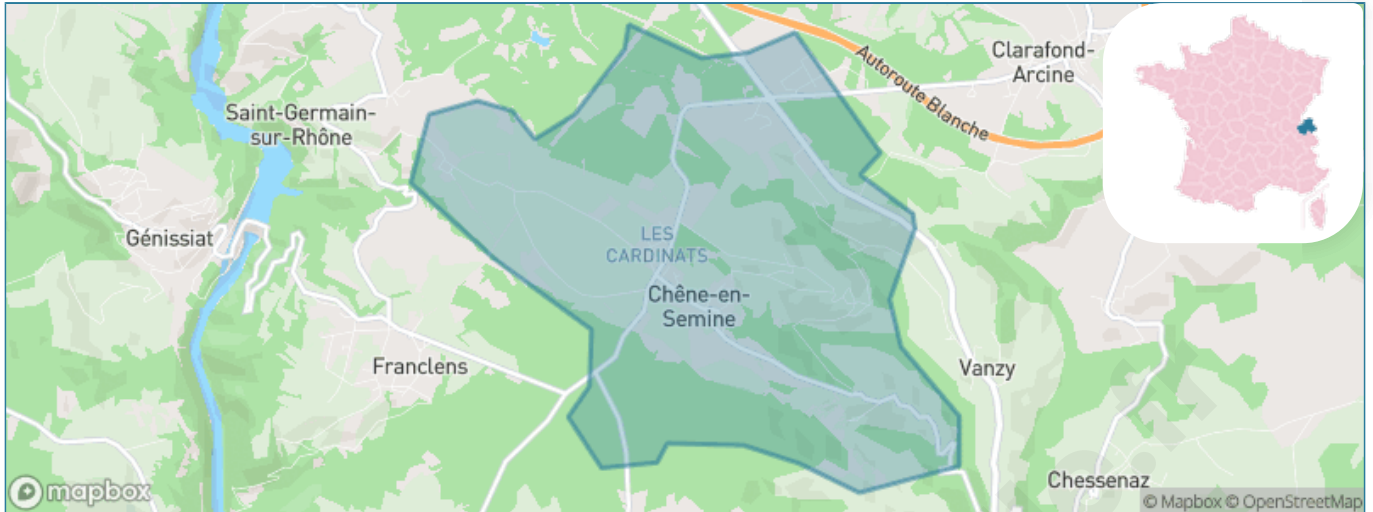 Clarafond-
Arcine
Autoroute Blanche
Saint-Germain-
sur-Rhône
Génissiat
LES
CARDINATS
Chêne-en-
Semine
Franclens
Vanzy
Chessenaz
mapbox
© Mapbox © OpenStreetMap